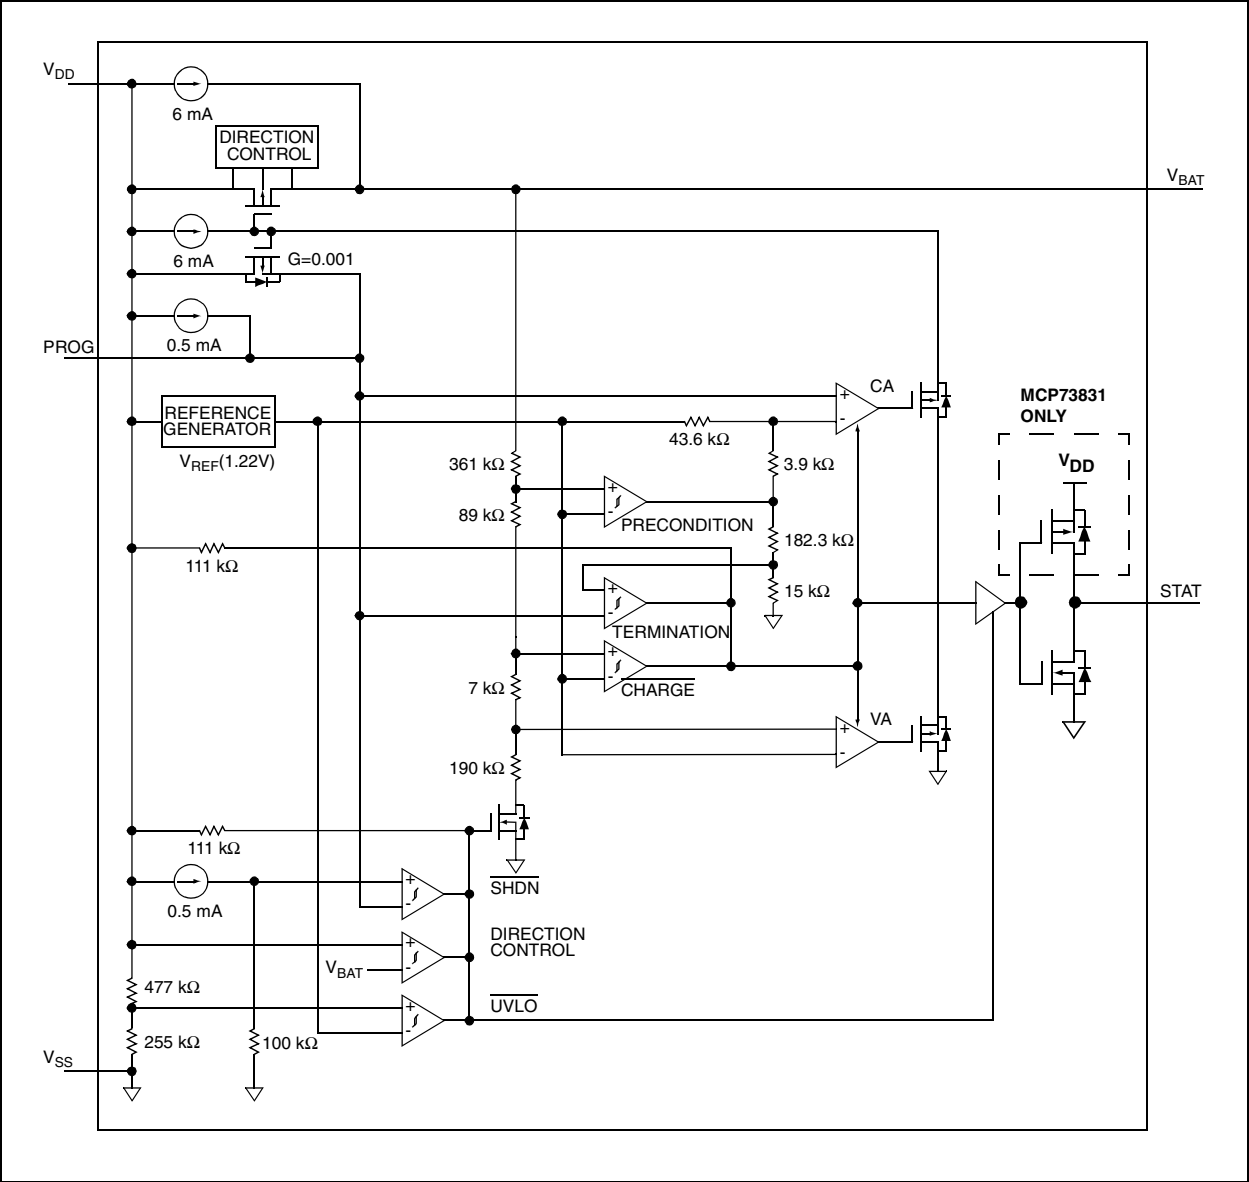 VDD
6 mA
DIRECTION
CONTROL
VBAT
6 mA
G=0.001
0.5 mA
PROG
CA
+
-
MCP73831
ONLY
REFERENCE
GENERATOR
VREF(1.22V)
43.6 kΩ
VDD
361 kΩ
3.9 kΩ
89 kΩ
+
-
PRECONDITION
182.3 kΩ
111 kΩ
15 kΩ
STAT
+
-
TERMINATION
+
-
CHARGE
7 kΩ
VA
+
-
190 kΩ
111 kΩ
0.5 mA
+
-
SHDN
DIRECTION
CONTROL
+
-
VBAT
477 kΩ
+
-
UVLO
255 kΩ
100 kΩ
VSS